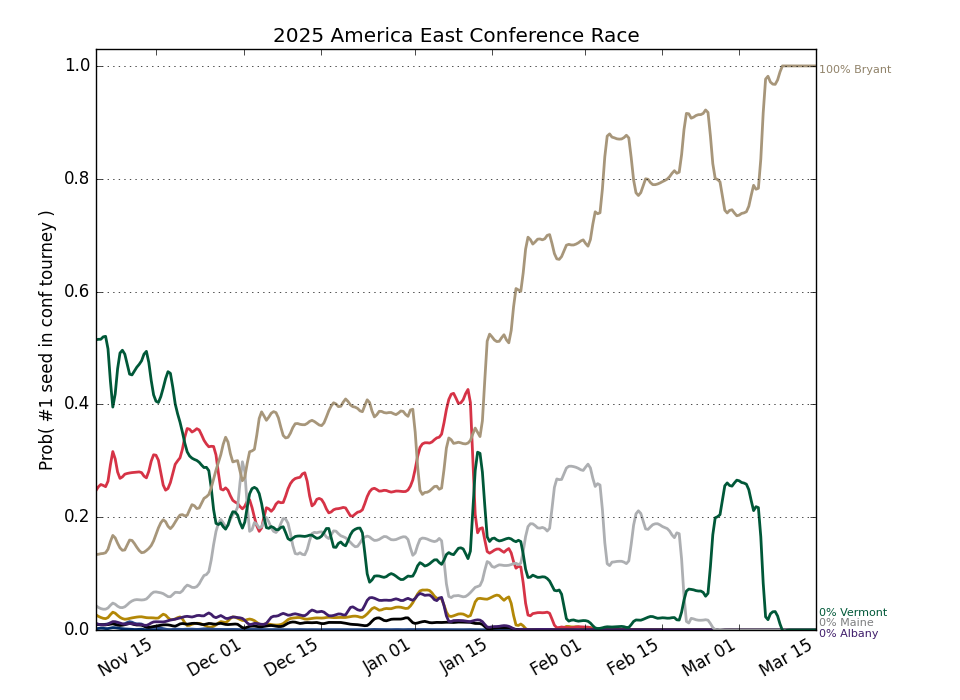 2025 America East Conference Race
Prob( #1 seed in conf tourney )
1.0
0.8
0.6
0.4
0.2
0.0
Nov 15
Dec 01
Dec 15
Jan 01
Jan 15
Feb 01
Feb 15
Mar 01
Mar 15
100% Bryant
0% Vermont
0% Maine
0% Albany